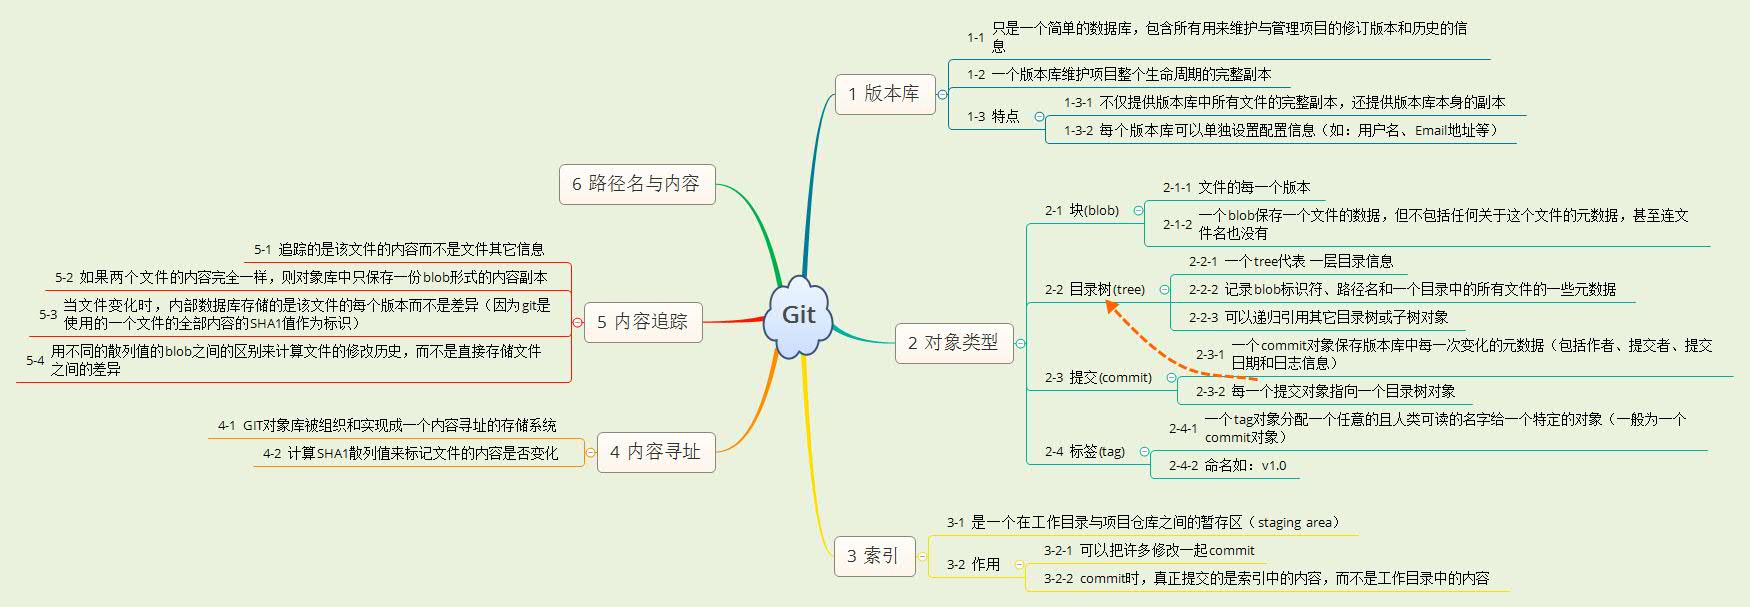 Git
1 版本库
1-1 只是一个简单的数据库，包含所有用来维护与管理项目的修订版本和历史的信
息
1-2 一个版本库维护项目整个生命周期的完整副本
1-3 特点
1-3-1 不仅提供版本库中所有文件的完整副本，还提供版本库本身的副本
1-3-2 每个版本库可以单独设置配置信息（如：用户名、Email地址等）
2 对象类型
2-1 块(blob)
2-1-1 文件的每一个版本
2-1-2 一个blob保存一个文件的数据，但不包括任何关于这个文件的元数据，甚至连文
件名也没有
2-2 目录树(tree)
2-2-1 一个tree代表 一层目录信息
2-2-2 记录blob标识符、路径名和一个目录中的所有文件的一些元数据
2-2-3 可以递归引用其它目录树或子树对象
2-3 提交(commit)
2-3-1 一个commit对象保存版本库中每一次变化的元数据（包括作者、提交者、提交
日期和日志信息）
2-3-2 每一个提交对象指向一个目录树对象
2-4 标签(tag)
2-4-1 一个tag对象分配一个任意的且人类可读的名字给一个特定的对象（一般为一个
commit对象）
2-4-2 命名如：v1.0
3 索引
3-1 是一个在工作目录与项目仓库之间的暂存区（staging area）
3-2 作用
3-2-1 可以把许多修改一起commit
3-2-2 commit时，真正提交的是索引中的内容，而不是工作目录中的内容
4 内容寻址
4-1 GIT对象库被组织和实现成一个内容寻址的存储系统
4-2 计算SHA1散列值来标记文件的内容是否变化
5 内容追踪
5-1 追踪的是该文件的内容而不是文件其它信息
5-2 如果两个文件的内容完全一样，则对象库中只保存一份blob形式的内容副本
5-3 当文件变化时，内部数据库存储的是该文件的每个版本而不是差异（因为git是
使用的一个文件的全部内容的SHA1值作为标识）
5-4 用不同的散列值的blob之间的区别来计算文件的修改历史，而不是直接存储文件
之间的差异
6 路径名与内容